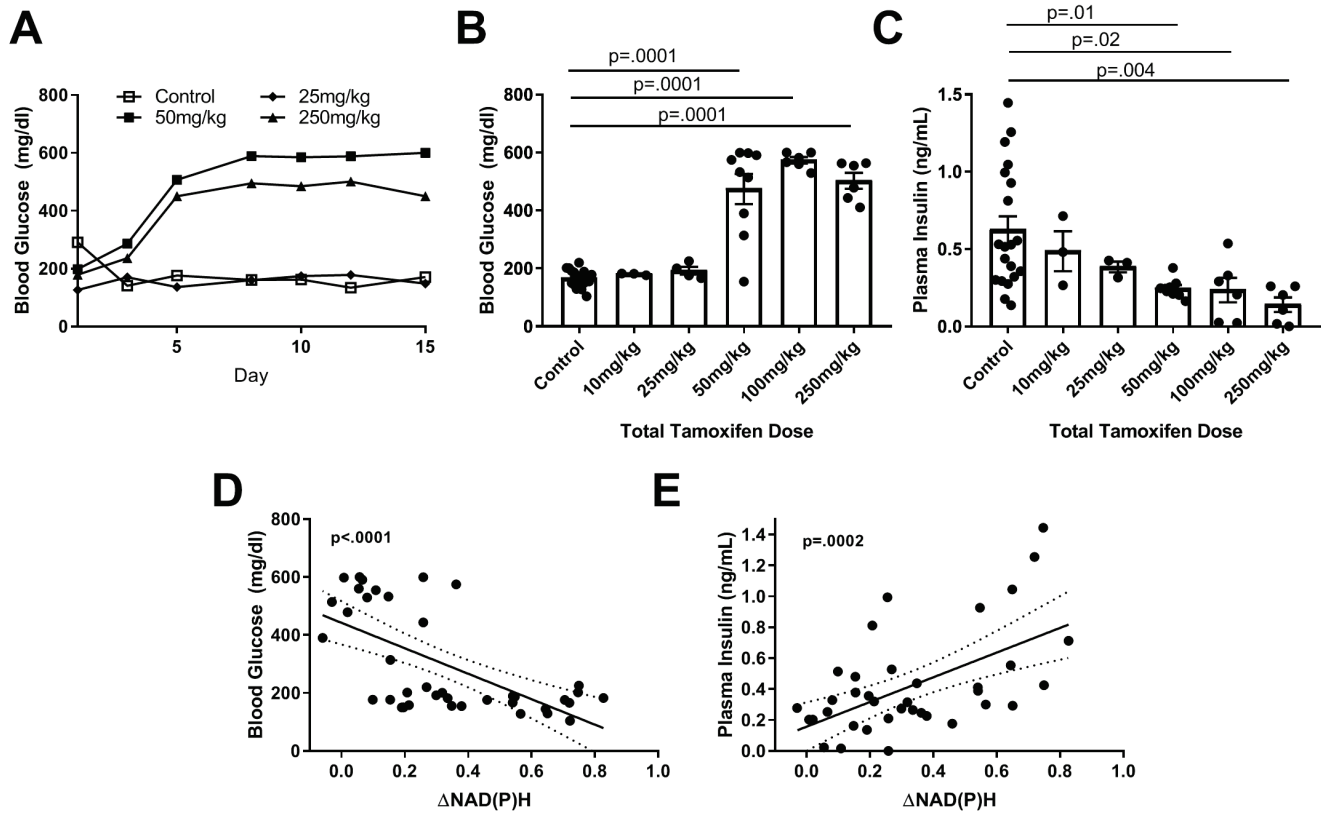 A
Blood Glucose (mg/dl)
800
600
400
200
0
Control
50mg/kg
25mg/kg
250mg/kg
5
10
15
Day
B
p=.0001
p=.0001
p=.0001
Blood Glucose (mg/dl)
800
600
400
200
0
Control
10mg/kg
25mg/kg
50mg/kg
100mg/kg
250mg/kg
Total Tamoxifen Dose
C
p=.01
p=.02
p=.004
Plasma Insulin (ng/mL)
1.5
1.0
0.5
0.0
Control
10mg/kg
25mg/kg
50mg/kg
100mg/kg
250mg/kg
Total Tamoxifen Dose
D
p<.0001
Blood Glucose (mg/dl)
800
600
400
200
0
0.0
0.2
0.4
0.6
0.8
1.0
ΔNAD(P)H
E
p=.0002
Plasma Insulin (ng/mL)
1.4
1.2
1.0
0.8
0.6
0.4
0.2
0.0
0.0
0.2
0.4
0.6
0.8
1.0
ΔNAD(P)H